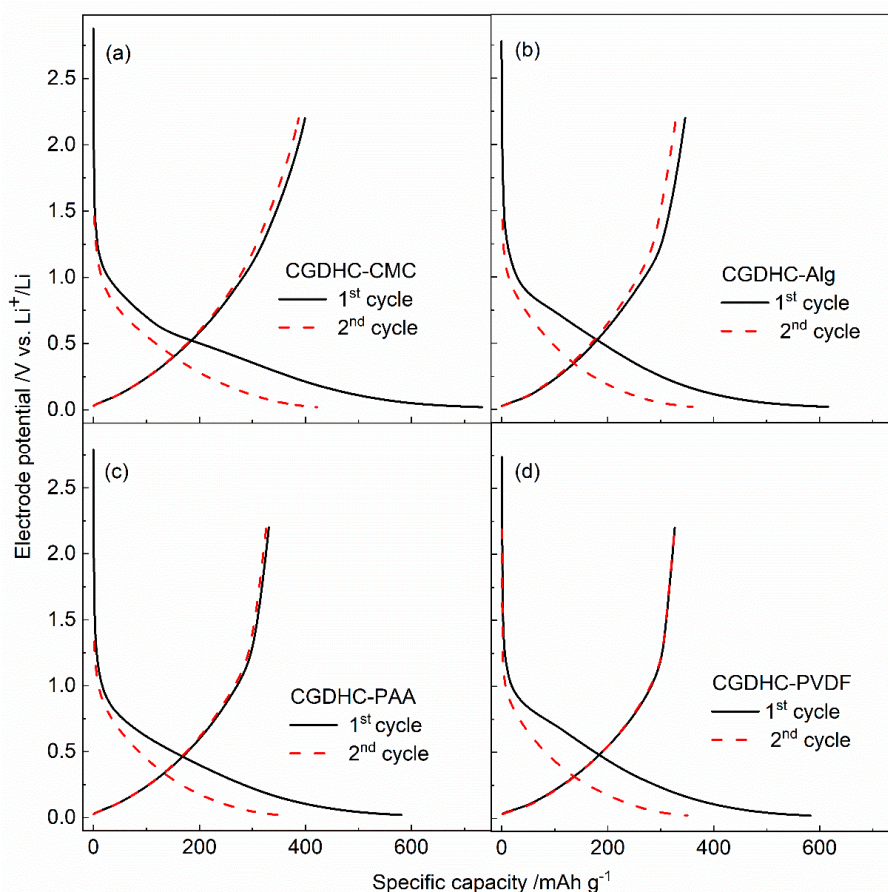 (a)
(b)
2.5
2.0
1.5
1.0
0.5
0.0
CGDHC-CMC
1st cycle
2nd cycle
CGDHC-Alg
1st cycle
2nd cycle
(c)
(d)
2.5
2.0
1.5
1.0
0.5
0.0
CGDHC-PAA
1st cycle
2nd cycle
CGDHC-PVDF
1st cycle
2nd cycle
0 200 400 600
0 200 400 600
Electrode potential /V vs. Li+/Li
Specific capacity /mAh g-1